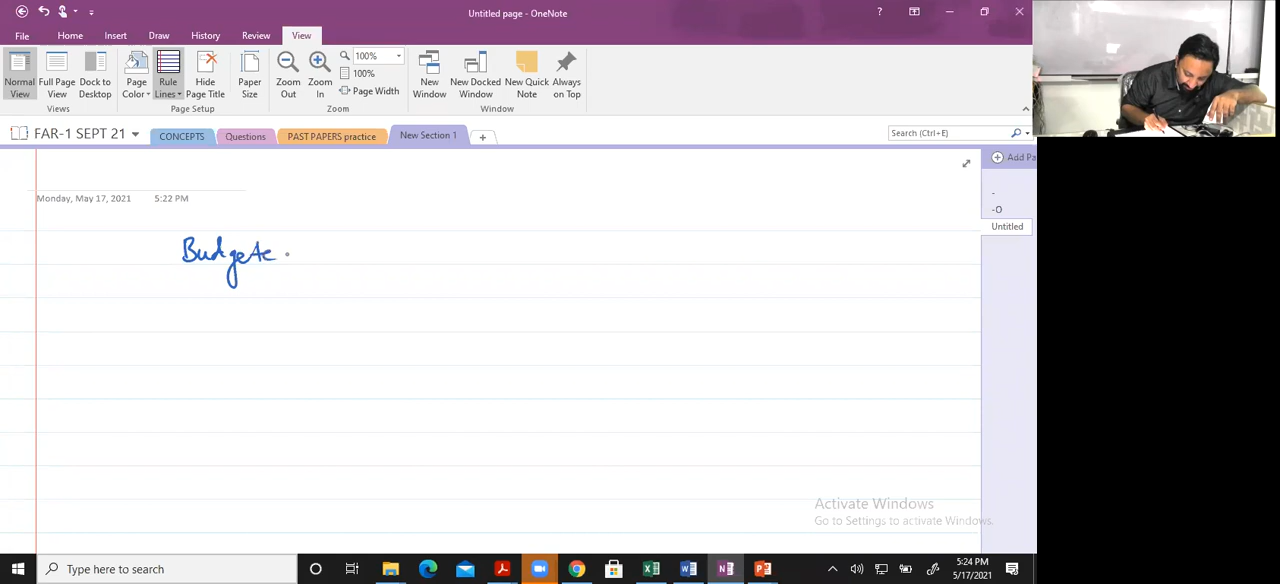 Untitled page - OneNote
?
File Home Insert Draw History Review View
Normal View
Full Page View
Dock to Desktop
Views
Page Color
Rule Lines
Hide Page Title
Page Setup
Paper Size
Zoom Out
Zoom In
100%
100%
Page Width
Zoom
New Window
New Docked Window
New Quick Note
Always on Top
Window
FAR-1 SEPT 21
CONCEPTS Questions PAST PAPERS practice New Section 1 +
Search (Ctrl+E)
Add Pa
-
-O
Untitled
Monday, May 17, 2021 5:22 PM
Budgete
Activate Windows
Go to Settings to activate Windows.
Type here to search
5:24 PM
5/17/2021